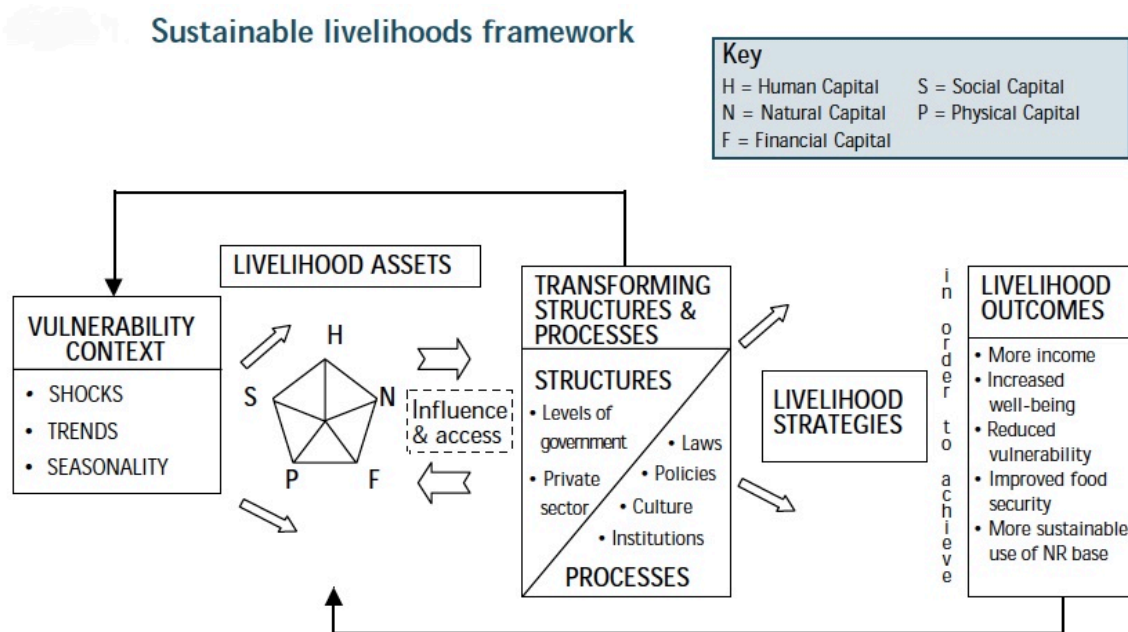 Sustainable livelihoods framework
Key
H = Human Capital
S = Social Capital
N = Natural Capital
P = Physical Capital
F = Financial Capital
LIVELIHOOD ASSETS
VULNERABILITY
CONTEXT
• SHOCKS
• TRENDS
• SEASONALITY
H
S
N
P
F
Influence
& access
TRANSFORMING
STRUCTURES &
PROCESSES
STRUCTURES
• Levels of
government
• Private
sector
• Laws
• Policies
• Culture
• Institutions
PROCESSES
LIVELIHOOD
STRATEGIES
in order to achieve
LIVELIHOOD
OUTCOMES
• More income
• Increased
well-being
• Reduced
vulnerability
• Improved food
security
• More sustainable
use of NR base